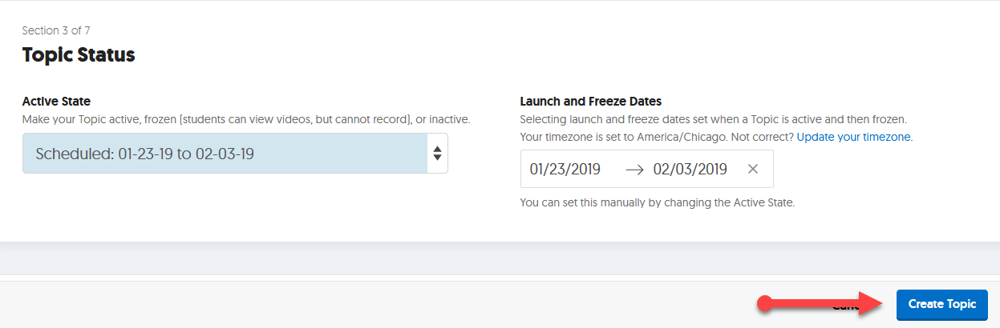 Section 3 of 7
Topic Status
Active State
Make your Topic active, frozen (students can view videos, but cannot record), or inactive.
Scheduled: 01-23-19 to 02-03-19
Launch and Freeze Dates
Selecting launch and freeze dates set when a Topic is active and then frozen.
Your timezone is set to America/Chicago. Not correct? Update your timezone.
01/23/2019 → 02/03/2019 ×
You can set this manually by changing the Active State.
Create Topic